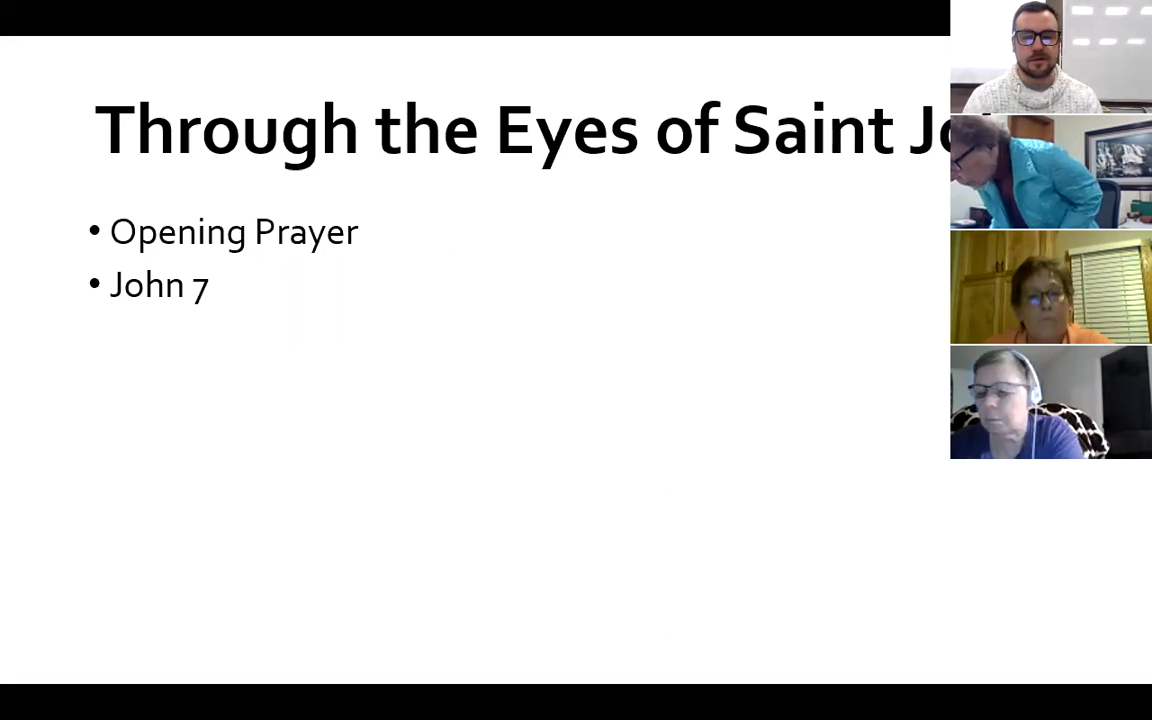 Through the Eyes of Saint
• Opening Prayer
• John 7